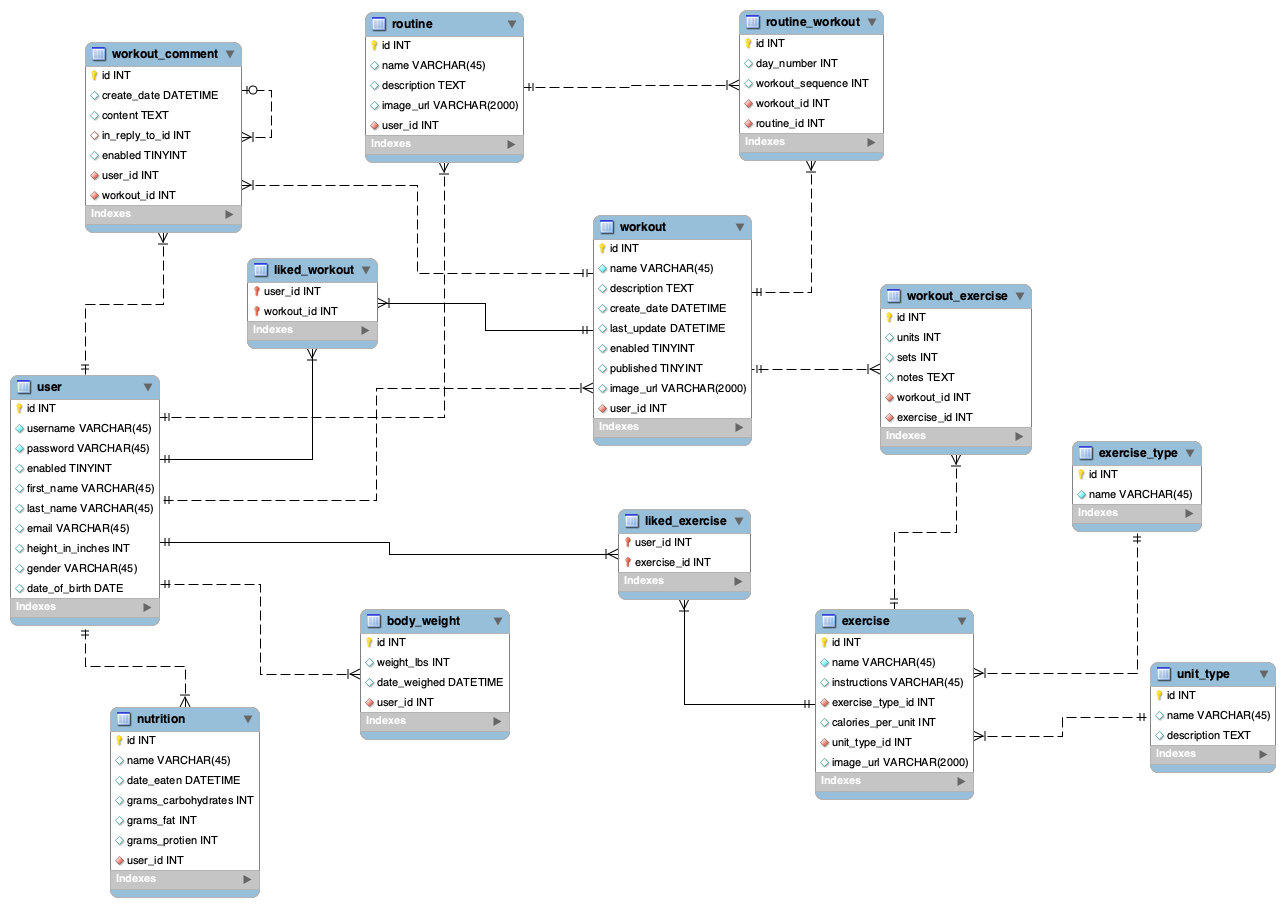 workout_comment
id INT
create_date DATETIME
content TEXT
in_reply_to_id INT
enabled TINYINT
user_id INT
workout_id INT
Indexes
routine
id INT
name VARCHAR(45)
description TEXT
image_url VARCHAR(2000)
user_id INT
Indexes
routine_workout
id INT
day_number INT
workout_sequence INT
workout_id INT
routine_id INT
Indexes
liked_workout
user_id INT
workout_id INT
Indexes
workout
id INT
name VARCHAR(45)
description TEXT
create_date DATETIME
last_update DATETIME
enabled TINYINT
published TINYINT
image_url VARCHAR(2000)
user_id INT
Indexes
workout_exercise
id INT
units INT
sets INT
notes TEXT
workout_id INT
exercise_id INT
Indexes
user
id INT
username VARCHAR(45)
password VARCHAR(45)
enabled TINYINT
first_name VARCHAR(45)
last_name VARCHAR(45)
email VARCHAR(45)
height_in_inches INT
gender VARCHAR(45)
date_of_birth DATE
Indexes
exercise_type
id INT
name VARCHAR(45)
Indexes
liked_exercise
user_id INT
exercise_id INT
Indexes
body_weight
id INT
weight_lbs INT
date_weighed DATETIME
user_id INT
Indexes
exercise
id INT
name VARCHAR(45)
instructions VARCHAR(45)
exercise_type_id INT
calories_per_unit INT
unit_type_id INT
image_url VARCHAR(2000)
Indexes
unit_type
id INT
name VARCHAR(45)
description TEXT
Indexes
nutrition
id INT
name VARCHAR(45)
date_eaten DATETIME
grams_carbohydrates INT
grams_fat INT
grams_protien INT
user_id INT
Indexes